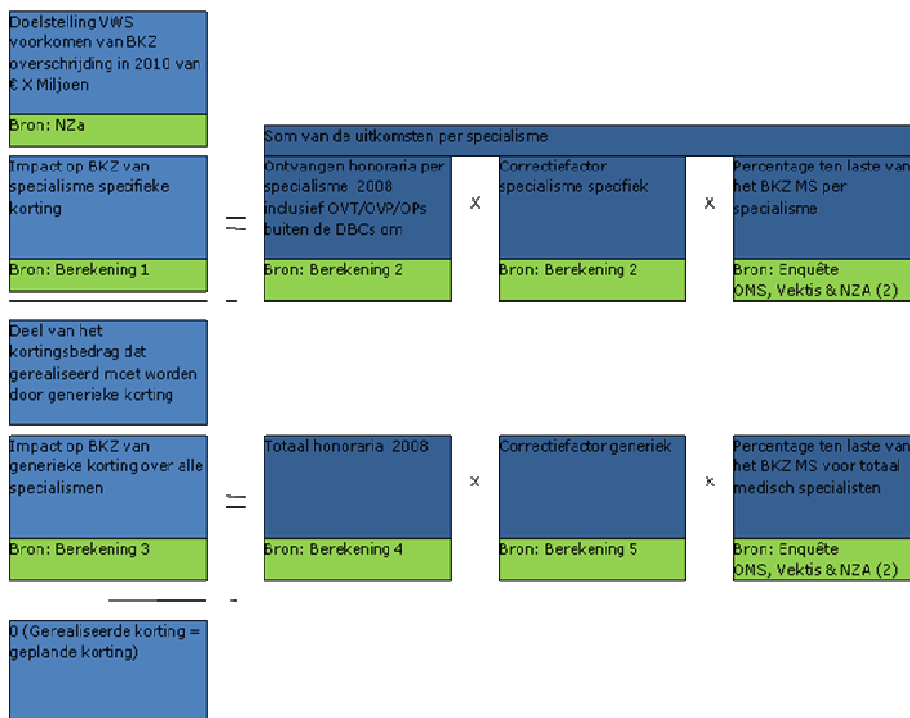 Doelstelling VWS
voorkomen van BKZ
overschrijding in 2010 van
€ X Miljoen
Bron: NZa
Som van de uitkomsten per specialisme
Impact op BKZ van
specialisme specifieke
korting
Bron: Berekening 1
=
Ontvangen honoraria per
specialisme 2008
inclusief OVT/OVP/OPs
buiten de DBCs om
Bron: Berekening 2
x
Correctiefactor
specialisme specifiek
Bron: Berekening 2
x
Percentage ten laste van
het BKZ MS per
specialisme
Bron: Enquête
OMS, Vektis & NZA (2)
-
Deel van het
kortingsbedrag dat
gerealiseerd moet worden
door generieke korting
Impact op BKZ van
generieke korting over alle
specialismen
Bron: Berekening 3
=
Totaal honoraria 2008
Bron: Berekening 4
x
Correctiefactor generiek
Bron: Berekening 5
x
Percentage ten laste van
het BKZ MS voor totaal
medisch specialisten
Bron: Enquête
OMS, Vektis & NZA (2)
-
0 (Gerealiseerde korting =
geplande korting)